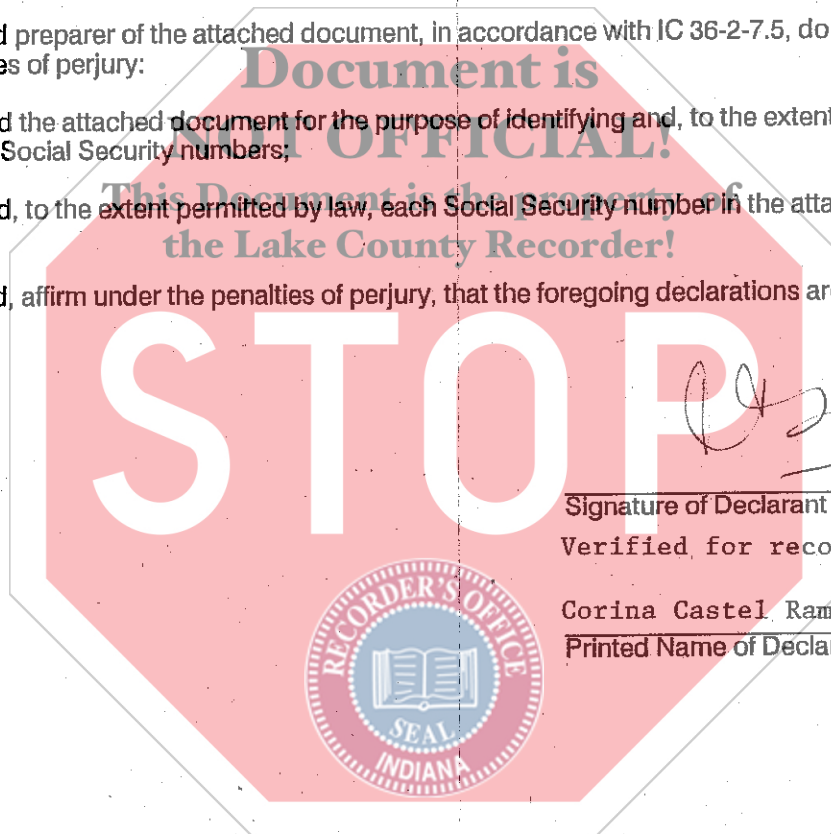 d preparer of the attached document, in accordance with IC 36-2-7.5, do
es of perjury:
Document is
d the attached document for the purpose of identifying and, to the extent
NOT OFFICIAL!
Social Security numbers;
This Document is the property of
d, to the extent permitted by law, each Social Security number in the atta
the Lake County Recorder!
d, affirm under the penalties of perjury, that the foregoing declarations are
STOP
Signature of Declarant
Verified for reco
Corina Castel Ram
Printed Name of Declar
RECORDER'S OFFICE
SEAL
INDIANA